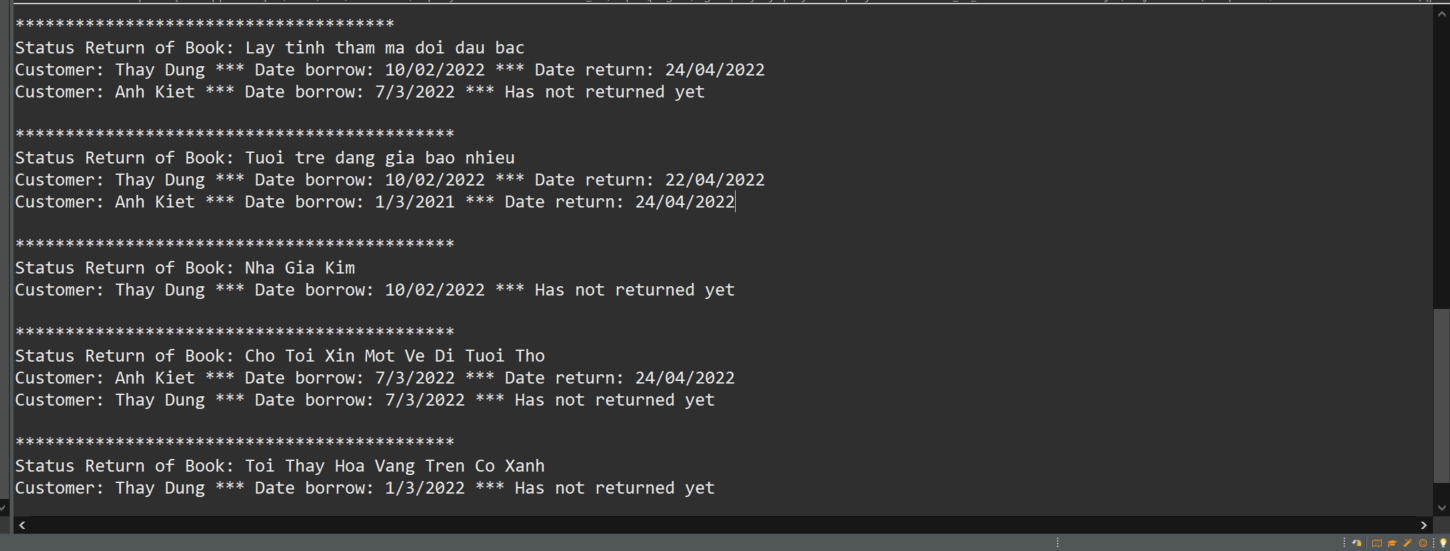 **************************************
Status Return of Book: Lay tinh tham ma doi dau bac
Customer: Thay Dung *** Date borrow: 10/02/2022 *** Date return: 24/04/2022
Customer: Anh Kiet *** Date borrow: 7/3/2022 *** Has not returned yet
********************************************
Status Return of Book: Tuoi tre dang gia bao nhieu
Customer: Thay Dung *** Date borrow: 10/02/2022 *** Date return: 22/04/2022
Customer: Anh Kiet *** Date borrow: 1/3/2021 *** Date return: 24/04/2022
********************************************
Status Return of Book: Nha Gia Kim
Customer: Thay Dung *** Date borrow: 10/02/2022 *** Has not returned yet
********************************************
Status Return of Book: Cho Toi Xin Mot Ve Di Tuoi Tho
Customer: Anh Kiet *** Date borrow: 7/3/2022 *** Date return: 24/04/2022
Customer: Thay Dung *** Date borrow: 7/3/2022 *** Has not returned yet
********************************************
Status Return of Book: Toi Thay Hoa Vang Tren Co Xanh
Customer: Thay Dung *** Date borrow: 1/3/2022 *** Has not returned yet